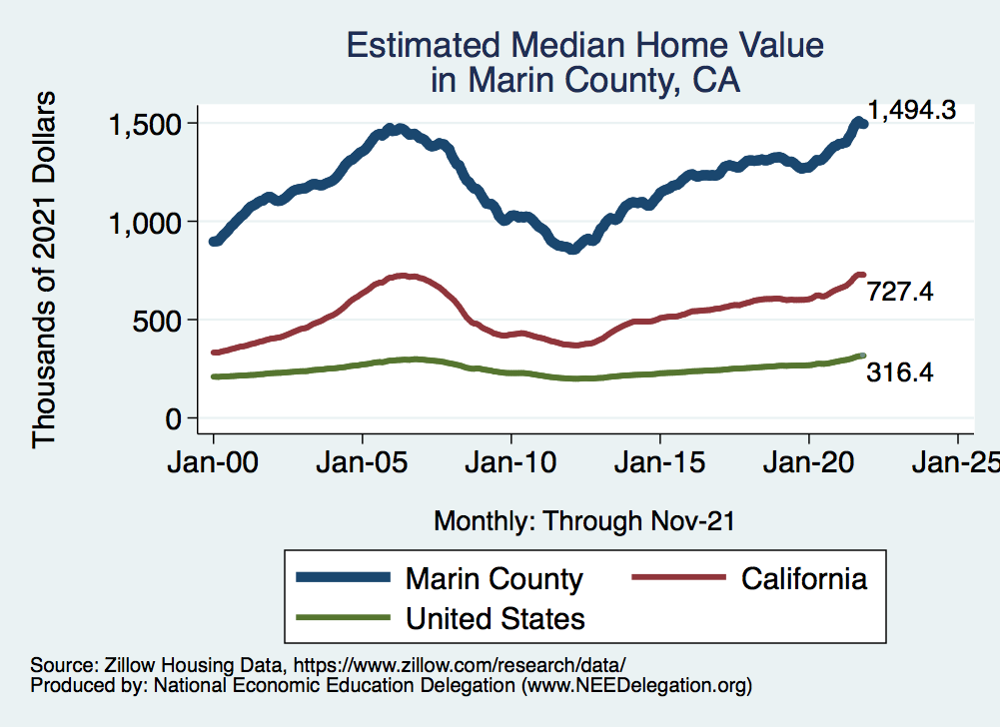 Estimated Median Home Value
in Marin County, CA
Thousands of 2021 Dollars
1,500
1,000
500
0
1,494.3
727.4
316.4
Jan-00 Jan-05 Jan-10 Jan-15 Jan-20 Jan-25
Monthly: Through Nov-21
Marin County California
United States
Source: Zillow Housing Data, https://www.zillow.com/research/data/
Produced by: National Economic Education Delegation (www.NEEDelegation.org)